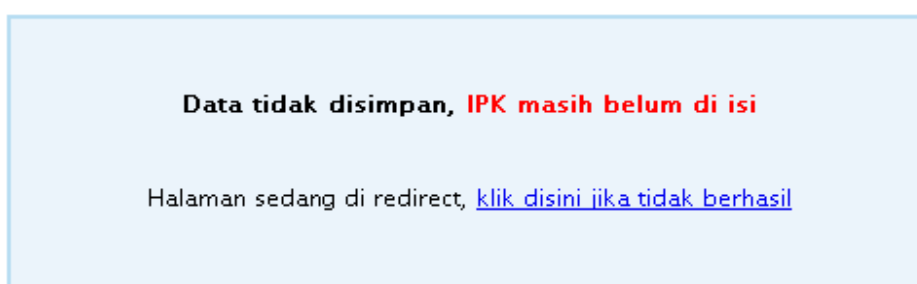 Data tidak disimpan, IPK masih belum di isi
Halaman sedang di redirect, klik disini jika tidak berhasil